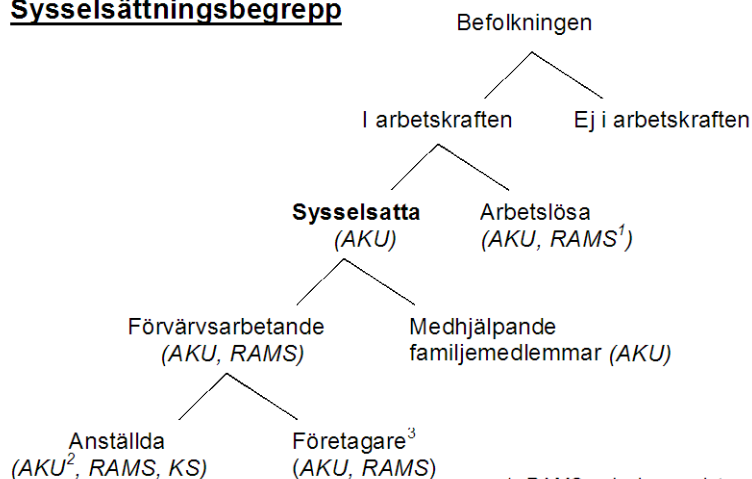 Sysselsättningsbegrepp
Befolkningen
I arbetskraften
Ej i arbetskraften
Sysselsatta
(AKU)
Arbetslösa
(AKU, RAMS¹)
Förvärvsarbetande
(AKU, RAMS)
Medhjälpande
familjemedlemmar (AKU)
Anställda
(AKU², RAMS, KS)
Företagare³
(AKU, RAMS)